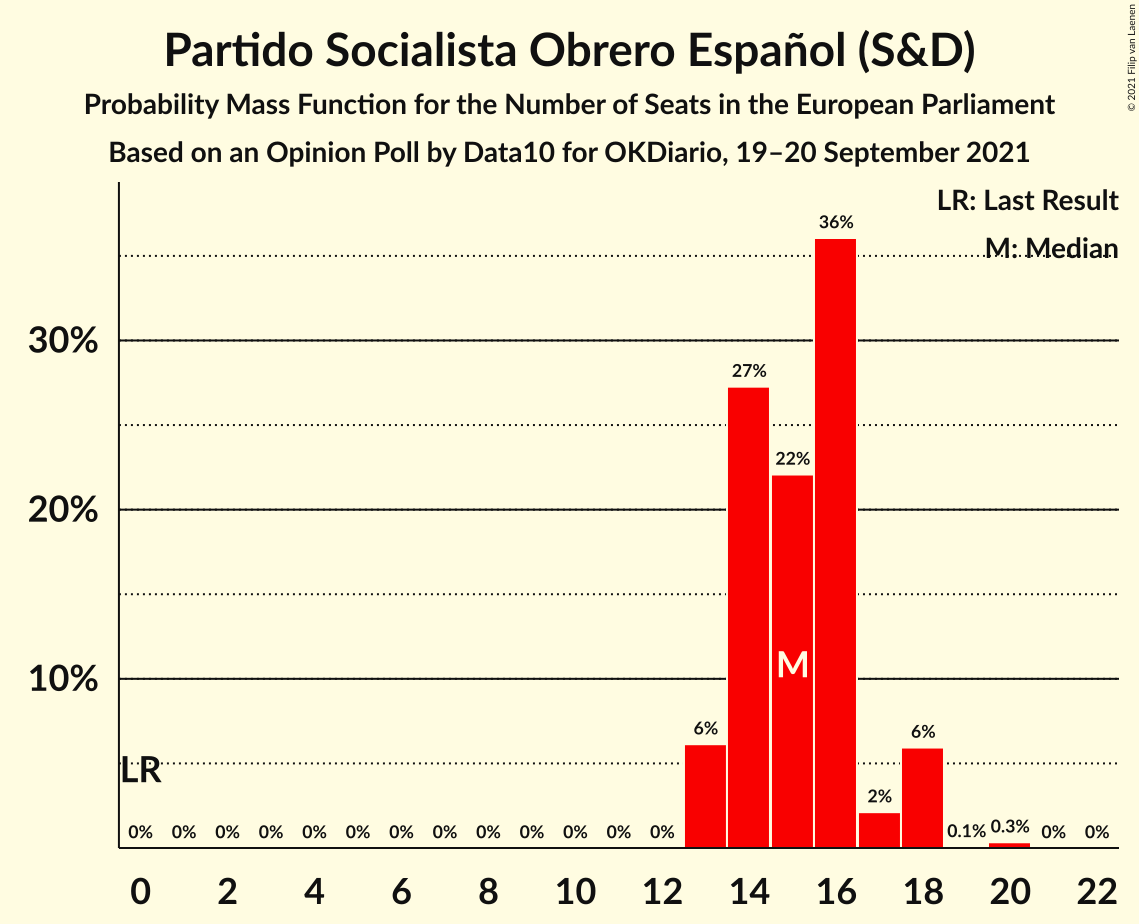 Partido Socialista Obrero Español (S&D)
Probability Mass Function for the Number of Seats in the European Parliament
Based on an Opinion Poll by Data10 for OKDiario, 19–20 September 2021
© 2021 Filip van Laenen
LR: Last Result
M: Median
36%
30%
27%
22%
20%
M
10%
6%
6%
LR
2%
0% 0% 0% 0% 0% 0% 0% 0% 0% 0% 0% 0% 0% 0.1% 0.3% 0% 0%
0 2 4 6 8 10 12 14 16 18 20 22